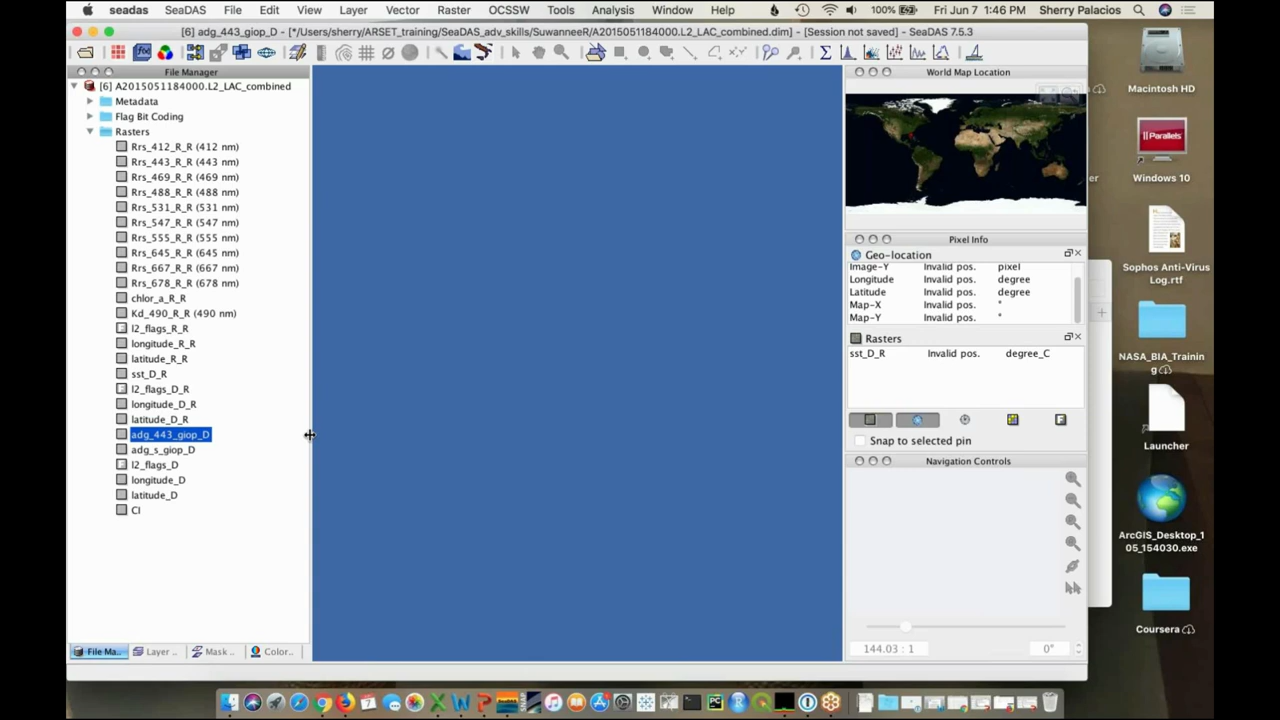 seadas SeaDAS File Edit View Layer Vector Raster OCSSW Tools Analysis Window Help 100% Fri Jun 7 1:46 PM Sherry Palacios
[6] adg_443_giop_D - [*/Users/sherry/ARSET_training/SeaDAS_adv_skills/SuwanneeR/A2015051184000.L2_LAC_combined.dim] - [Session not saved] - SeaDAS 7.5.3
File Manager
[6] A2015051184000.L2_LAC_combined
Metadata
Flag Bit Coding
Rasters
Rrs_412_R_R (412 nm)
Rrs_443_R_R (443 nm)
Rrs_469_R_R (469 nm)
Rrs_488_R_R (488 nm)
Rrs_531_R_R (531 nm)
Rrs_547_R_R (547 nm)
Rrs_555_R_R (555 nm)
Rrs_645_R_R (645 nm)
Rrs_667_R_R (667 nm)
Rrs_678_R_R (678 nm)
chlor_a_R_R
Kd_490_R_R (490 nm)
l2_flags_R_R
longitude_R_R
latitude_R_R
sst_D_R
l2_flags_D_R
longitude_D_R
latitude_D_R
adg_443_giop_D
adg_s_giop_D
l2_flags_D
longitude_D
latitude_D
CI
File Ma... Layer ... Mask ... Color...
World Map Location
Pixel Info
Geo-location
Image-Y Invalid pos. pixel
Longitude Invalid pos. degree
Latitude Invalid pos. degree
Map-X Invalid pos. °
Map-Y Invalid pos. °
Rasters
sst_D_R Invalid pos. degree_C
Snap to selected pin
Navigation Controls
144.03 : 1 0°
Macintosh HD
|| Parallels
Windows 10
er
Sophos Anti-Virus
Log.rtf
NASA_BIA_Trainin
g
Launcher
ArcGIS_Desktop_1
05_154030.exe
Coursera